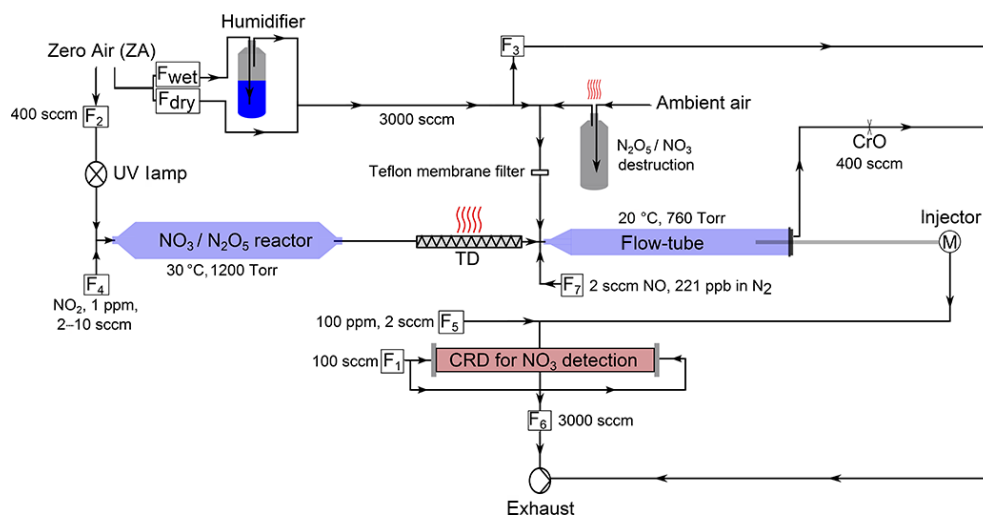 Humidifier
Zero Air (ZA)
F3
Fwet
Fdry
400 sccm F2
3000 sccm
Ambient air
N2O5 / NO3
destruction
CrO
400 sccm
UV lamp
Teflon membrane filter
20 °C, 760 Torr
Injector
NO3 / N2O5 reactor
Flow-tube
M
30 °C, 1200 Torr
TD
F4
NO2, 1 ppm,
2–10 sccm
F7 2 sccm NO, 221 ppb in N2
100 ppm, 2 sccm F5
100 sccm F1
CRD for NO3 detection
F6 3000 sccm
Exhaust